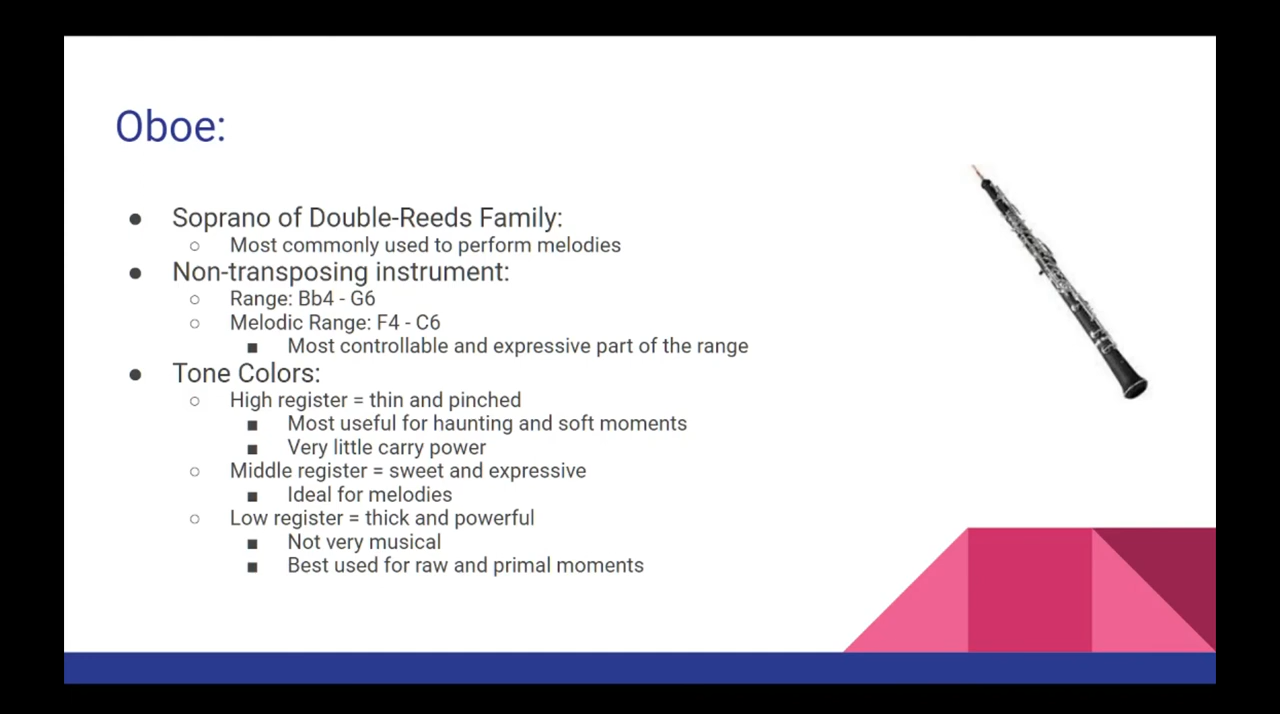 Oboe:
● Soprano of Double-Reeds Family:
○ Most commonly used to perform melodies
● Non-transposing instrument:
○ Range: Bb4 - G6
○ Melodic Range: F4 - C6
■ Most controllable and expressive part of the range
● Tone Colors:
○ High register = thin and pinched
■ Most useful for haunting and soft moments
■ Very little carry power
○ Middle register = sweet and expressive
■ Ideal for melodies
○ Low register = thick and powerful
■ Not very musical
■ Best used for raw and primal moments